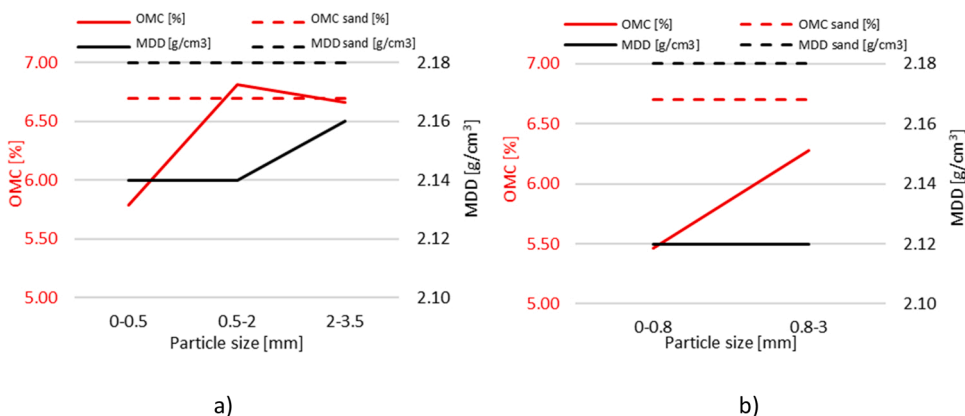 OMC [%] OMC sand [%]
MDD [g/cm3] MDD sand [g/cm3]
7.00 2.18
6.50 2.16
6.00 2.14
5.50 2.12
5.00 2.10
OMC [%]
MDD [g/cm³]
0-0.5 0.5-2 2-3.5
Particle size [mm]
a)
OMC [%] OMC sand [%]
MDD [g/cm³] MDD sand [g/cm³]
7.00 2.18
6.50 2.16
6.00 2.14
5.50 2.12
5.00 2.10
OMC [%]
MDD [g/cm³]
0-0.8 0.8-3
Particle size [mm]
b)